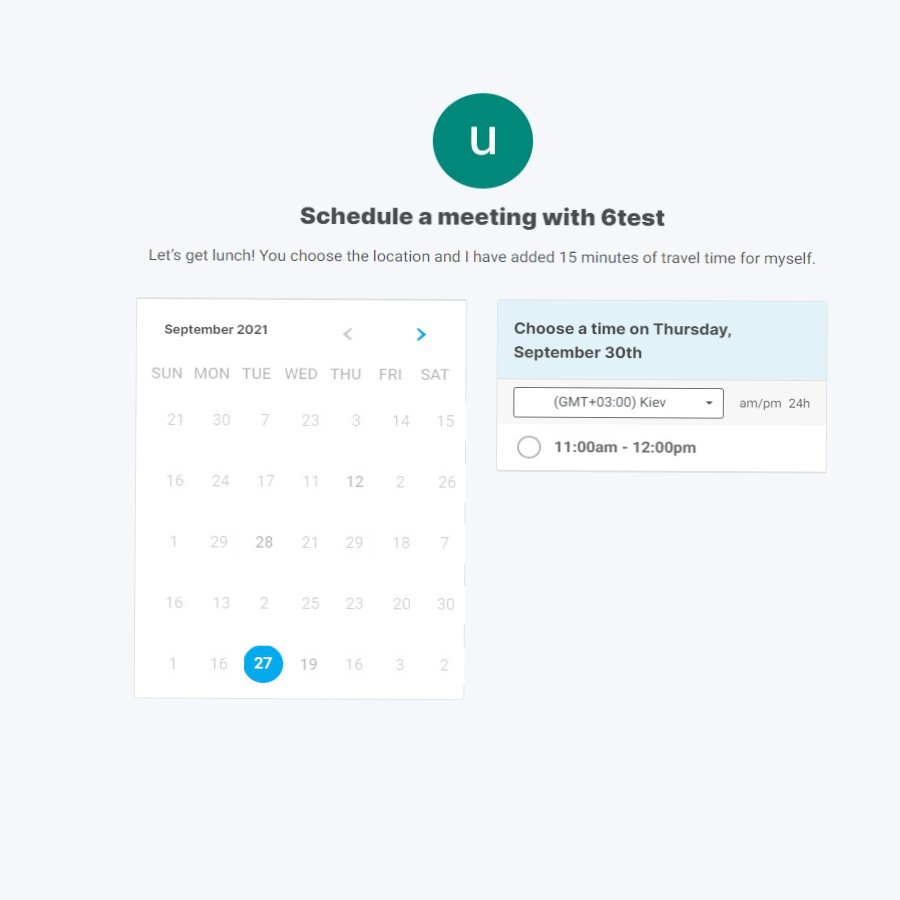 u
Schedule a meeting with 6test
Let's get lunch! You choose the location and I have added 15 minutes of travel time for myself.
September 2021
SUN MON TUE WED THU FRI SAT
21 30 7 23 3 14 15
16 24 17 11 12 2 26
1 29 28 21 29 18 7
16 13 2 25 23 20 30
1 16 27 19 16 3 2
Choose a time on Thursday,
September 30th
(GMT+03:00) Kiev am/pm 24h
11:00am - 12:00pm